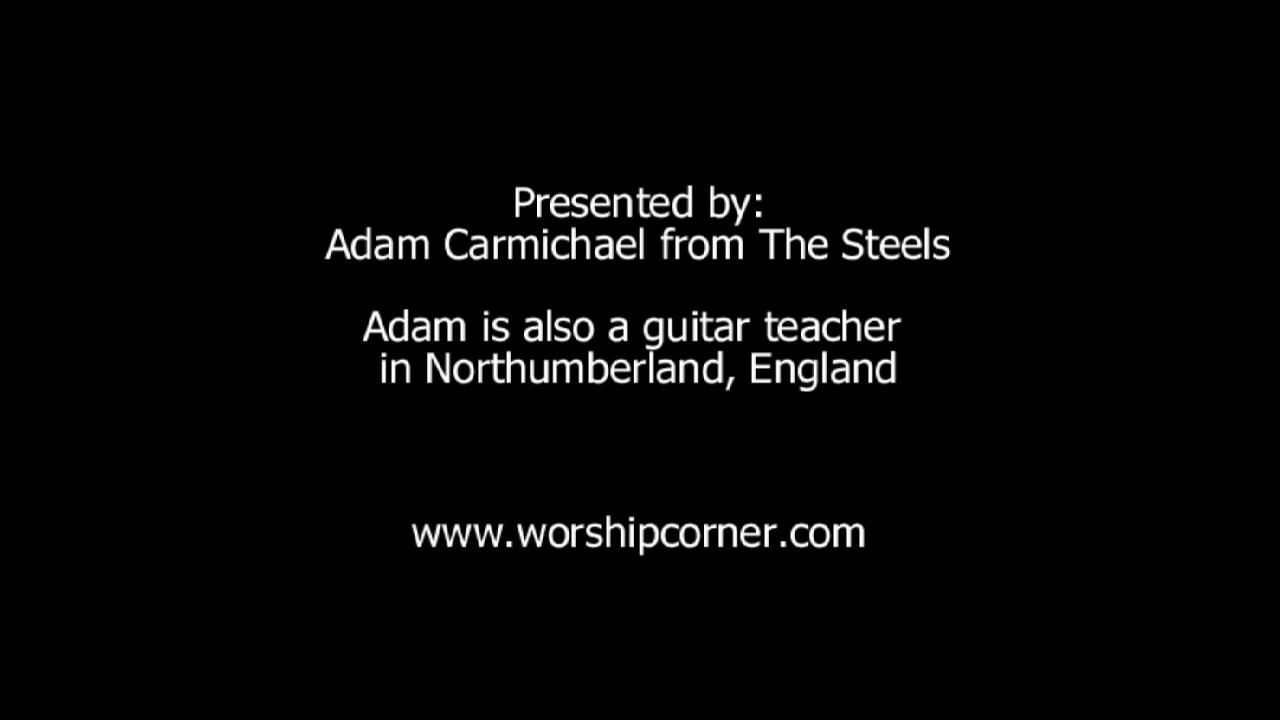 Presented by:
Adam Carmichael from The Steels
Adam is also a guitar teacher
in Northumberland, England
www.worshipcorner.com